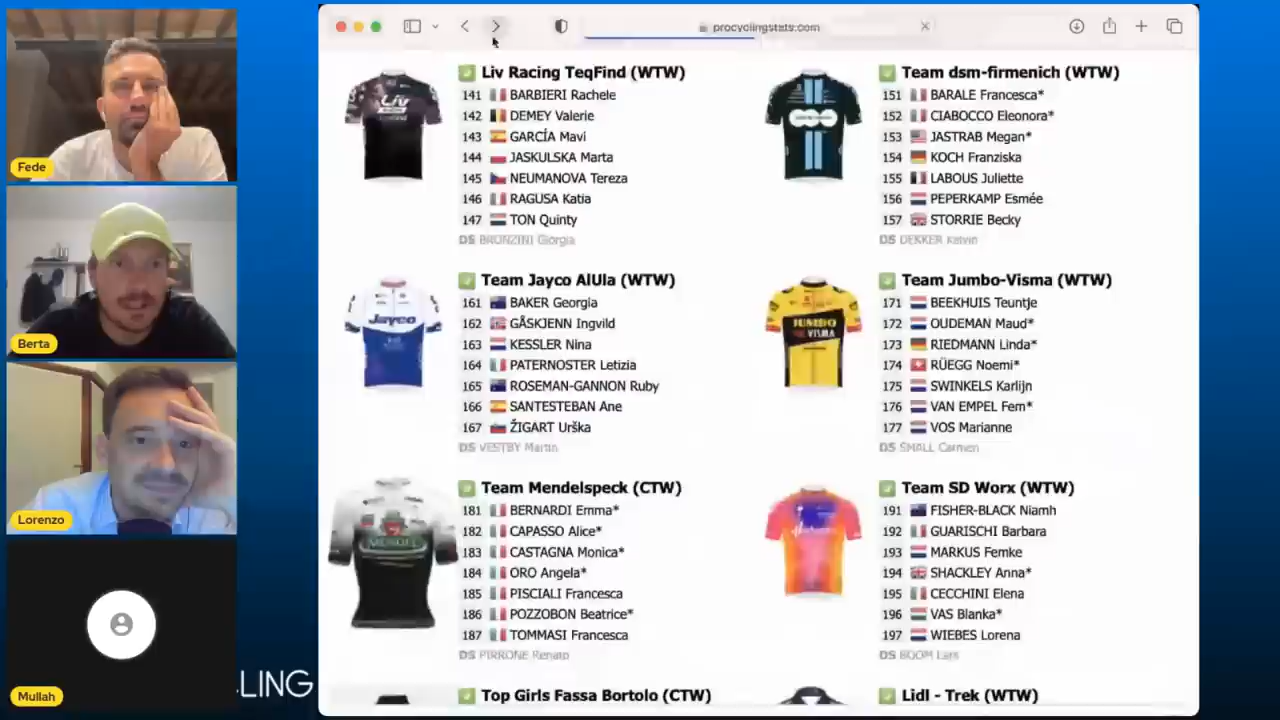 procyclingstats.com
Liv Racing TeqFind (WTW)
141 BARBIERI Rachele
142 DEMEY Valerie
143 GARCÍA Mavi
144 JASKULSKA Marta
145 NEUMANOVA Tereza
146 RAGUSA Katia
147 TON Quinty
DS BRONZINI Giorgia
Team dsm-firmenich (WTW)
151 BARALE Francesca*
152 CIABOCCO Eleonora*
153 JASTRAB Megan*
154 KOCH Franziska
155 LABOUS Juliette
156 PEPERKAMP Esmée
157 STORRIE Becky
DS DEKKER Kelvin
Team Jayco AlUla (WTW)
161 BAKER Georgia
162 GÅSKJENN Ingvild
163 KESSLER Nina
164 PATERNOSTER Letizia
165 ROSEMAN-GANNON Ruby
166 SANTESTEBAN Ane
167 ŽIGART Urška
DS VESTBY Martin
Team Jumbo-Visma (WTW)
171 BEEKHUIS Teuntje
172 OUDEMAN Maud*
173 RIEDMANN Linda*
174 RÜEGG Noemi*
175 SWINKELS Karlijn
176 VAN EMPEL Fem*
177 VOS Marianne
DS SMALL Carmen
Team Mendelspeck (CTW)
181 BERNARDI Emma*
182 CAPASSO Alice*
183 CASTAGNA Monica*
184 ORO Angela*
185 PISCIALI Francesca
186 POZZOBON Beatrice*
187 TOMMASI Francesca
DS PIRRONE Renato
Team SD Worx (WTW)
191 FISHER-BLACK Niamh
192 GUARISCHI Barbara
193 MARKUS Femke
194 SHACKLEY Anna*
195 CECCHINI Elena
196 VAS Blanka*
197 WIEBES Lorena
DS BOOM Lars
Top Girls Fassa Bortolo (CTW)
Lidl - Trek (WTW)
Liv
Jayco
JUMBO
VISMA
Fede
Berta
Lorenzo
Mullah
LING